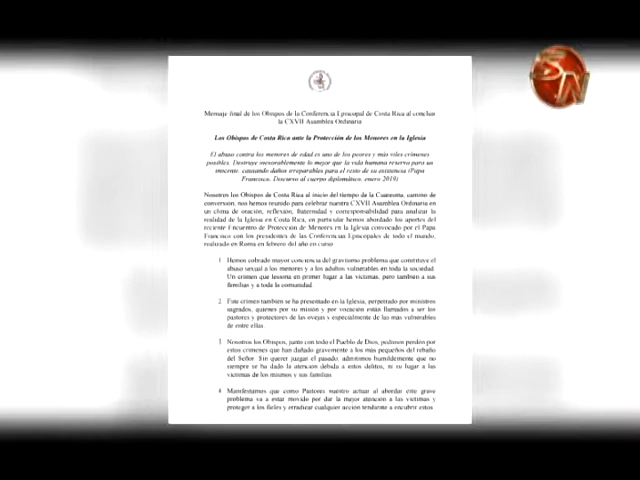 SN
Mensaje final de los Obispos de la Conferencia Episcopal de Costa Rica al concluir
la CXVII Asamblea Ordinaria
Los Obispos de Costa Rica ante la Protección de los Menores en la Iglesia
El abuso contra los menores de edad es uno de los peores y más viles crímenes
posibles. Destruye inexorablemente lo mejor que la vida humana reserva para un
inocente, causando daños irreparables para el resto de su existencia (Papa
Francisco, Discurso al cuerpo diplomático, enero 2019)
Nosotros los Obispos de Costa Rica al inicio del tiempo de la Cuaresma, camino de
conversión, nos hemos reunido para celebrar nuestra CXVII Asamblea Ordinaria en
un clima de oración, reflexión, fraternidad y corresponsabilidad para analizar la
realidad de la Iglesia en Costa Rica, en particular hemos abordado los aportes del
reciente Encuentro de Protección de Menores en la Iglesia convocado por el Papa
Francisco con los presidentes de las Conferencias Episcopales de todo el mundo,
realizado en Roma en febrero del año en curso
1 Hemos cobrado mayor conciencia del gravísimo problema que constituye el
abuso sexual a los menores y a los adultos vulnerables en toda la sociedad.
Un crimen que lesiona en primer lugar a las víctimas, pero también a sus
familias y a toda la comunidad
2 Este crimen también se ha presentado en la Iglesia, perpetrado por ministros
sagrados, quienes por su misión y por vocación están llamados a ser los
pastores y protectores de las ovejas y especialmente de las más vulnerables
de entre ellas
3 Nosotros los Obispos, junto con todo el Pueblo de Dios, pedimos perdón por
estos crímenes que han dañado gravemente a los más pequeños del rebaño
del Señor. Sin querer juzgar el pasado, admitimos humildemente que no
siempre se ha dado la atención debida a estos delitos, ni su lugar a las
víctimas de los mismos y sus familias
4 Manifestamos que como Pastores nuestro actuar al abordar este grave
problema va a estar movido por dar la mayor atención a las víctimas y
proteger a los fieles y erradicar cualquier acción tendiente a encubrir estos